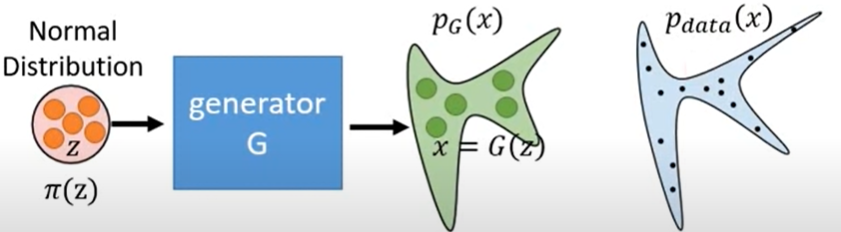 Normal
Distribution
z
π(z)
generator
G
p_G(x)
x = G(z)
p_data(x)